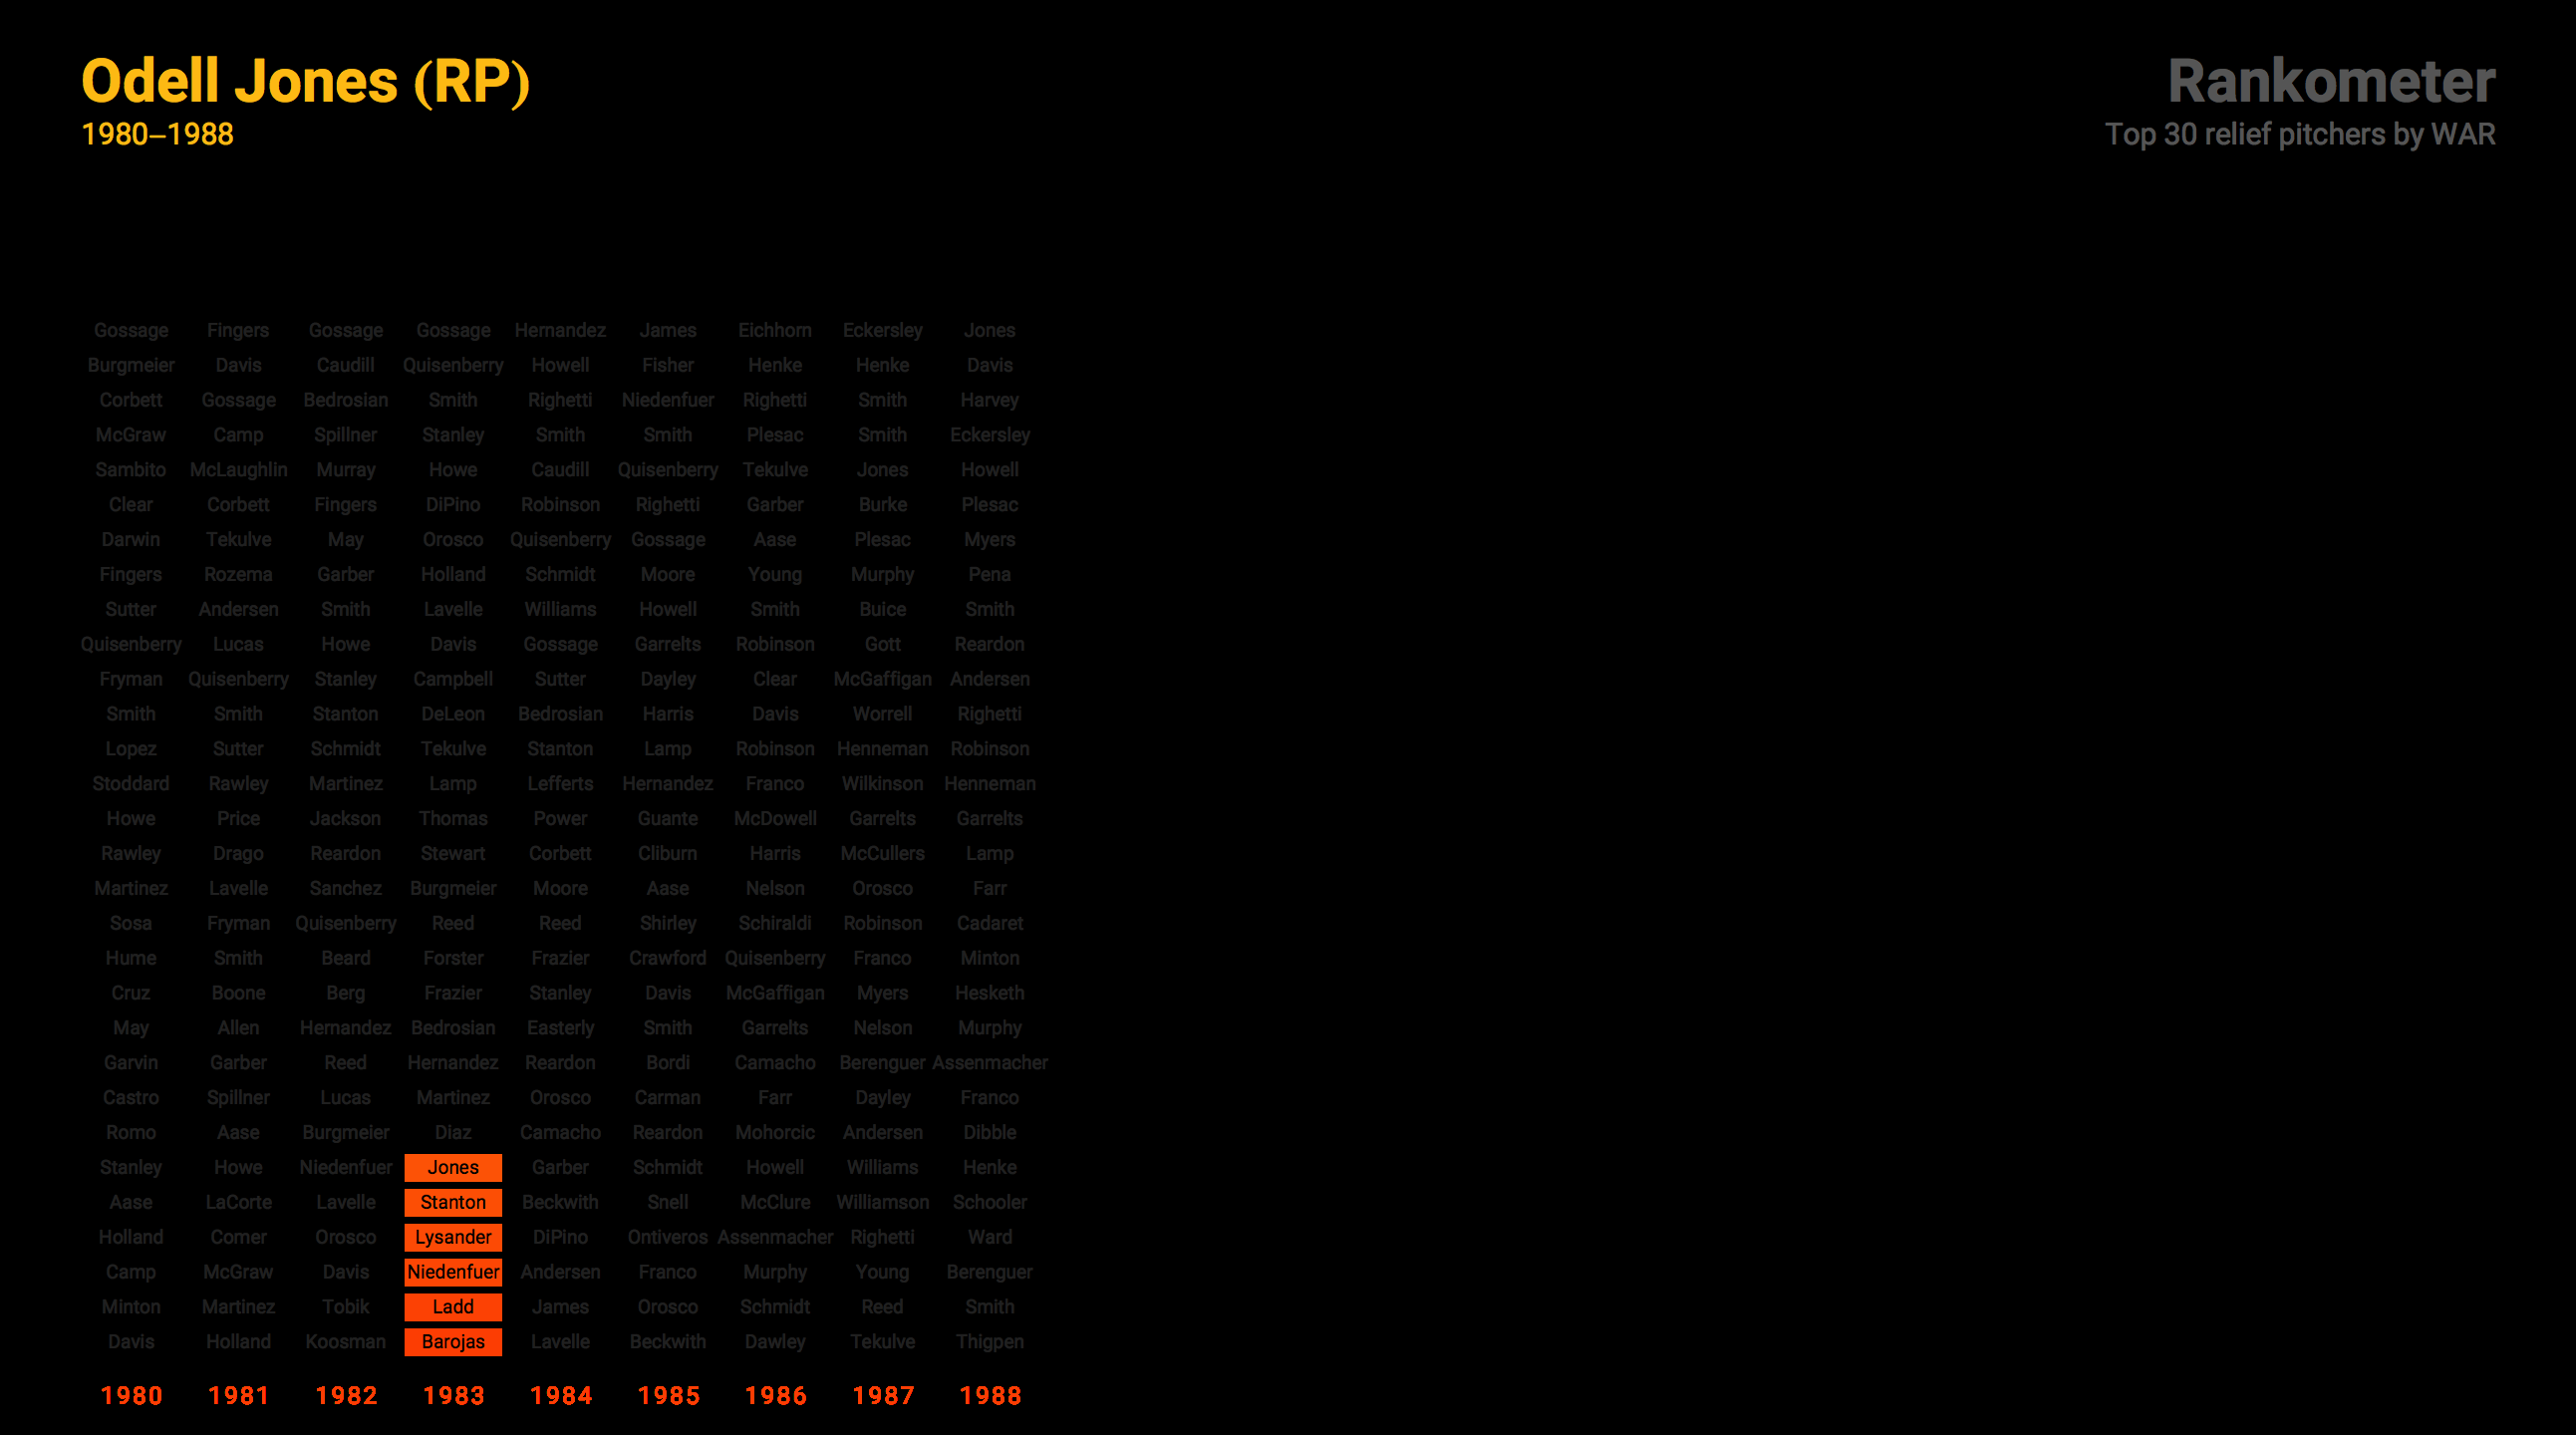 Odell Jones (RP)
1980–1988
Rankometer
Top 30 relief pitchers by WAR
Gossage Fingers Gossage Gossage Hernandez James Eichhorn Eckersley Jones
Burgmeier Davis Caudill Quisenberry Howell Fisher Henke Henke Davis
Corbett Gossage Bedrosian Smith Righetti Niedenfuer Righetti Smith Harvey
McGraw Camp Spillner Stanley Smith Smith Plesac Smith Eckersley
Sambito McLaughlin Murray Howe Caudill Quisenberry Tekulve Jones Howell
Clear Corbett Fingers DiPino Robinson Righetti Garber Burke Plesac
Darwin Tekulve May Orosco Quisenberry Gossage Aase Plesac Myers
Fingers Rozema Garber Holland Schmidt Moore Young Murphy Pena
Sutter Andersen Smith Lavelle Williams Howell Smith Buice Smith
Quisenberry Lucas Howe Davis Gossage Garrelts Robinson Gott Reardon
Fryman Quisenberry Stanley Campbell Sutter Dayley Clear McGaffigan Andersen
Smith Smith Stanton DeLeon Bedrosian Harris Davis Worrell Righetti
Lopez Sutter Schmidt Tekulve Stanton Lamp Robinson Henneman Robinson
Stoddard Rawley Martinez Lamp Lefferts Hernandez Franco Wilkinson Henneman
Howe Price Jackson Thomas Power Guante McDowell Garrelts Garrelts
Rawley Drago Reardon Stewart Corbett Cliburn Harris McCullers Lamp
Martinez Lavelle Sanchez Burgmeier Moore Aase Nelson Orosco Farr
Sosa Fryman Quisenberry Reed Reed Shirley Schiraldi Robinson Cadaret
Hume Smith Beard Forster Frazier Crawford Quisenberry Franco Minton
Cruz Boone Berg Frazier Stanley Davis McGaffigan Myers Hesketh
May Allen Hernandez Bedrosian Easterly Smith Garrelts Nelson Murphy
Garvin Garber Reed Hernandez Reardon Bordi Camacho Berenguer Assenmacher
Castro Spillner Lucas Martinez Orosco Carman Farr Dayley Franco
Romo Aase Burgmeier Diaz Camacho Reardon Mohorcic Andersen Dibble
Stanley Howe Niedenfuer Jones Garber Schmidt Howell Williams Henke
Aase LaCorte Lavelle Stanton Beckwith Snell McClure Williamson Schooler
Holland Comer Orosco Lysander DiPino Ontiveros Assenmacher Righetti Ward
Camp McGraw Davis Niedenfuer Andersen Franco Murphy Young Berenguer
Minton Martinez Tobik Ladd James Orosco Schmidt Reed Smith
Davis Holland Koosman Barojas Lavelle Beckwith Dawley Tekulve Thigpen
1980 1981 1982 1983 1984 1985 1986 1987 1988